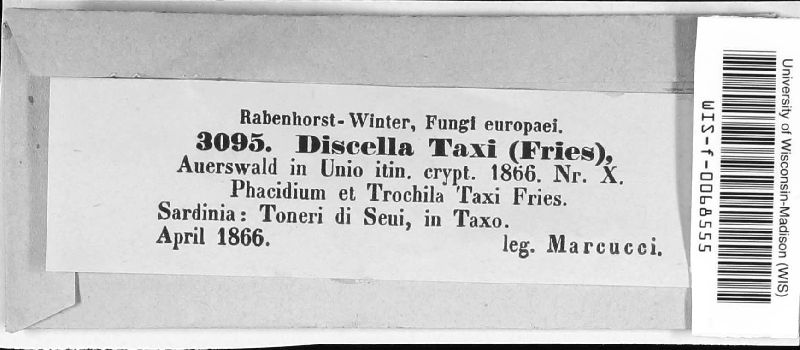 Rabenhorst-Winter, Fungi europaei.
3095. Discella Taxi (Fries),
Auerswald in Unio itin. crypt. 1866. Nr. X.
Phacidium et Trochila Taxi Fries.
Sardinia: Toneri di Seui, in Taxo.
April 1866. leg. Marcucci.
University of Wisconsin-Madison (WIS)
WIS-f-0068555